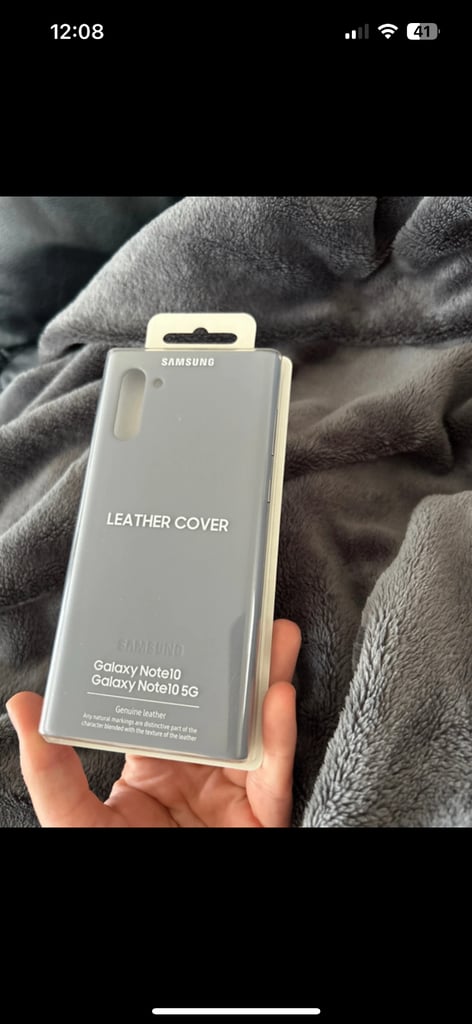 12:08
41
SAMSUNG
LEATHER COVER
SAMSUNG
Galaxy Note10
Galaxy Note10 5G
Genuine leather
Any natural markings are distinctive part of the
character blended with the texture of the leather